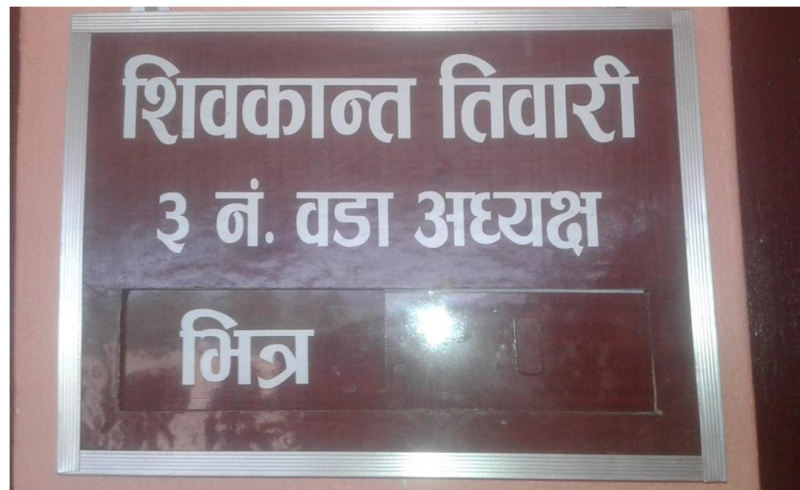 शिवकान्त तिवारी
३ नं. वडा अध्यक्ष
भित्र